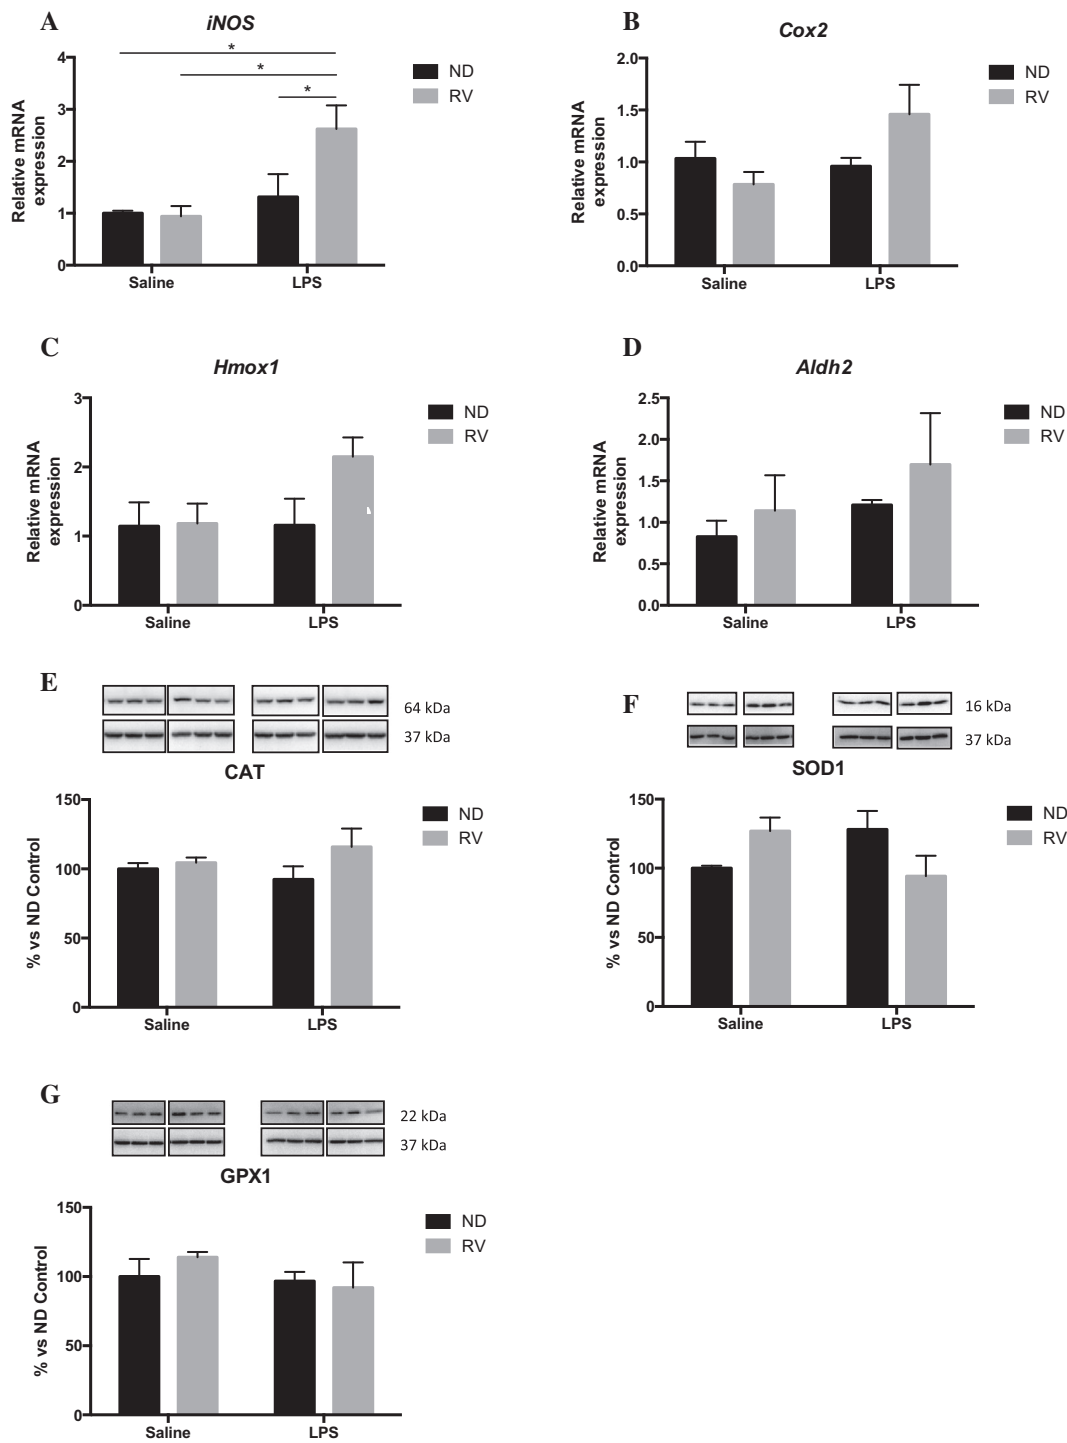 A
iNOS
Relative mRNA
expression
4
3
2
1
0
*
*
*
Saline
LPS
ND
RV
B
Cox2
Relative mRNA
expression
2.0
1.5
1.0
0.5
0.0
Saline
LPS
ND
RV
C
Hmox1
Relative mRNA
expression
3
2
1
0
Saline
LPS
ND
RV
D
Aldh2
Relative mRNA
expression
2.5
2.0
1.5
1.0
0.5
0.0
Saline
LPS
ND
RV
E
64 kDa
37 kDa
CAT
% vs ND Control
150
100
50
0
Saline
LPS
ND
RV
F
16 kDa
37 kDa
SOD1
% vs ND Control
150
100
50
0
Saline
LPS
ND
RV
G
22 kDa
37 kDa
GPX1
% vs ND Control
150
100
50
0
Saline
LPS
ND
RV